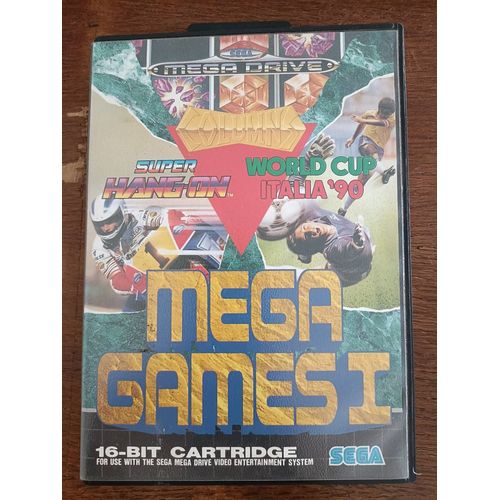 SEGA
MEGA DRIVE
COLUMNS
SUPER
HANG-ON™
WORLD CUP
ITALIA '90
MEGA
GAMES I
16-BIT CARTRIDGE
FOR USE WITH THE SEGA MEGA DRIVE VIDEO ENTERTAINMENT SYSTEM
SEGA